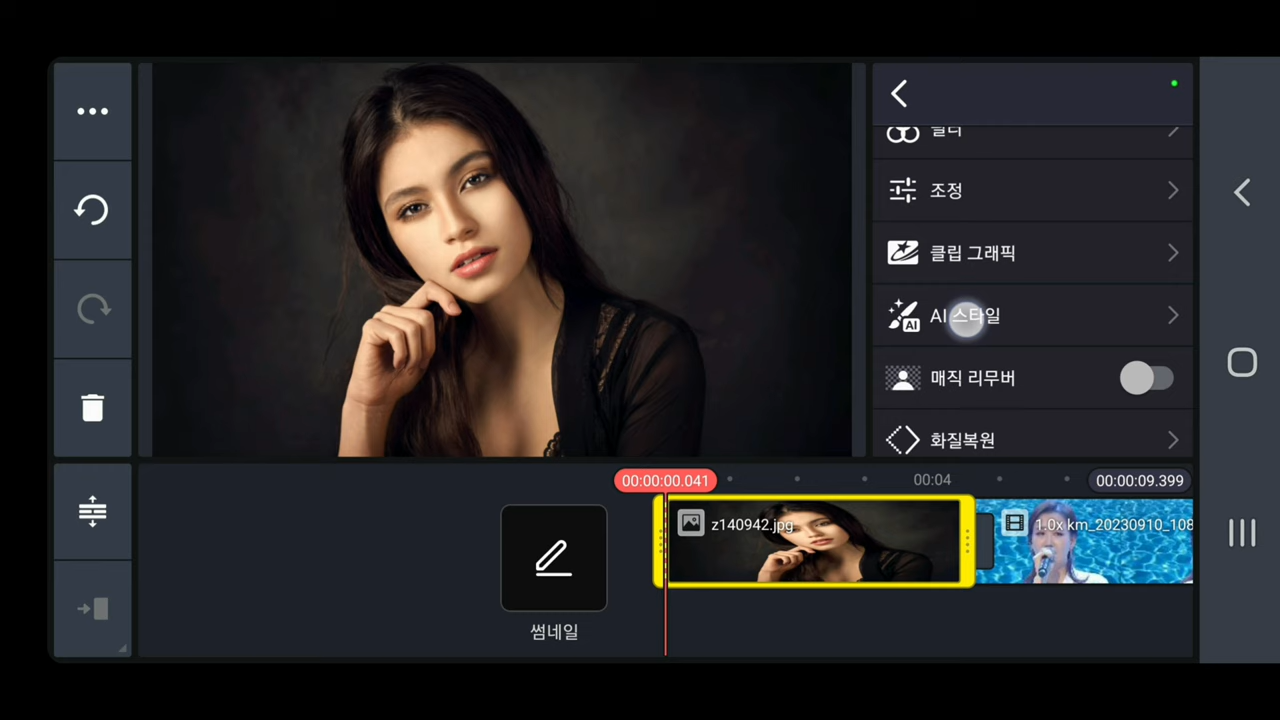 조정
클립 그래픽
AI 스타일
매직 리무버
화질복원
00:00:00.041
00:04
00:00:09.399
z140942.jpg
1.0x km_20230910_108
썸네일